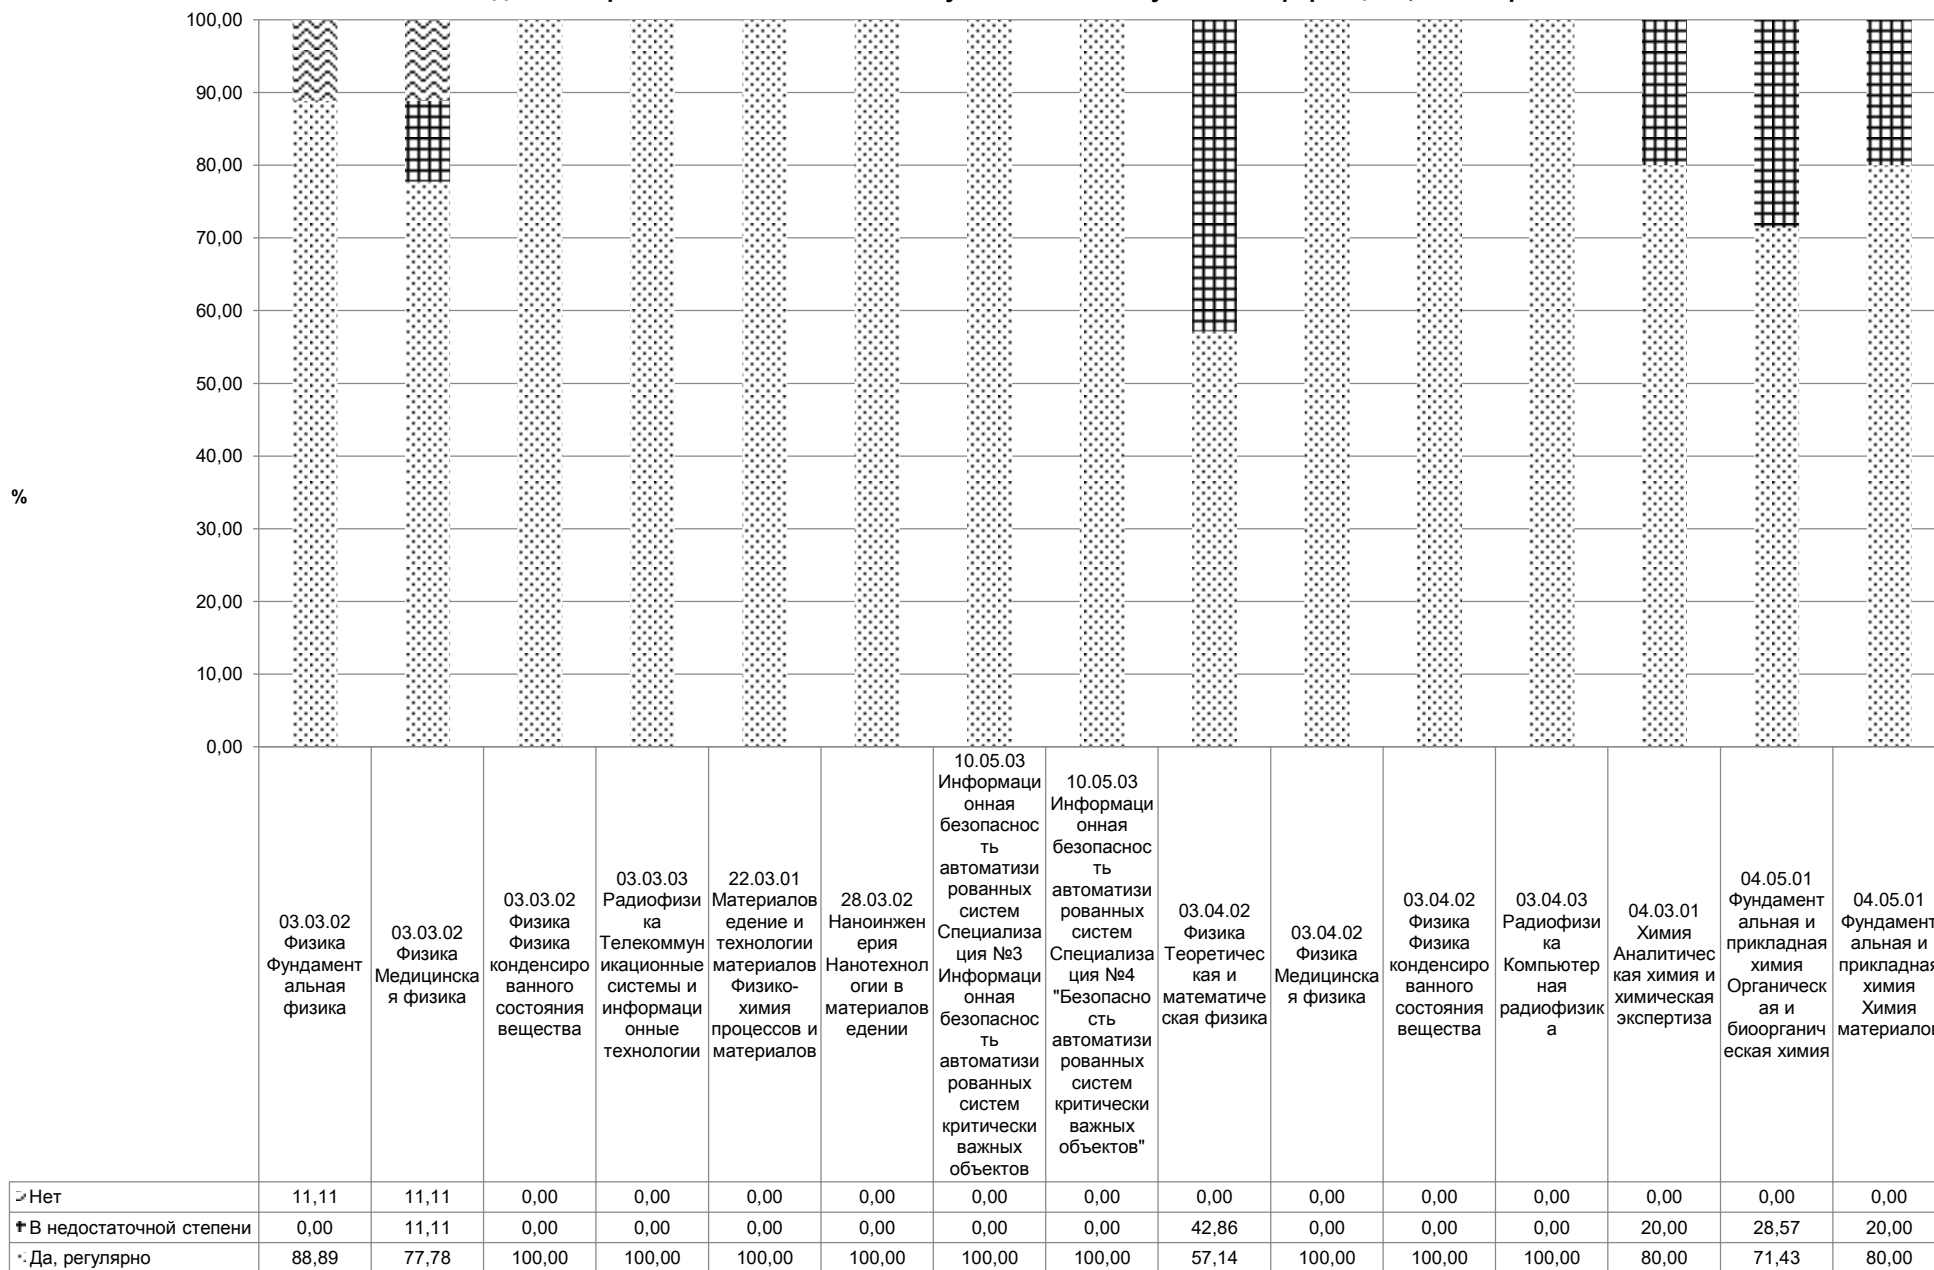 100,00
90,00
80,00
70,00
60,00
50,00
40,00
30,00
20,00
10,00
0,00
%
03.03.02
Физика
Фундамент
альная
физика
03.03.02
Физика
Медицинска
я физика
03.03.02
Физика
Физика
конденсиро
ванного
состояния
вещества
03.03.03
Радиофизи
ка
Телекоммун
икационные
системы и
информаци
онные
технологии
22.03.01
Материалов
едение и
технологии
материалов
Физико-
химия
процессов и
материалов
28.03.02
Наноинжен
ерия
Нанотехнол
огии в
материалов
едении
10.05.03
Информаци
онная
безопаснос
ть
автоматизи
рованных
систем
Специализа
ция №3
Информаци
онная
безопаснос
ть
автоматизи
рованных
систем
критически
важных
объектов
10.05.03
Информаци
онная
безопаснос
ть
автоматизи
рованных
систем
Специализа
ция №4
"Безопасно
сть
автоматизи
рованных
систем
критически
важных
объектов"
03.04.02
Физика
Теоретичес
кая и
математиче
ская физика
03.04.02
Физика
Медицинска
я физика
03.04.02
Физика
Физика
конденсиро
ванного
состояния
вещества
03.04.03
Радиофизи
ка
Компьютер
ная
радиофизик
а
04.03.01
Химия
Аналитичес
кая химия и
химическая
экспертиза
04.05.01
Фундамент
альная и
прикладная
химия
Органическ
ая и
биоорганич
еская химия
04.05.01
Фундамент
альная и
прикладная
химия
Химия
материалов
Нет 11,11 11,11 0,00 0,00 0,00 0,00 0,00 0,00 0,00 0,00 0,00 0,00 0,00 0,00 0,00
В недостаточной степени 0,00 11,11 0,00 0,00 0,00 0,00 0,00 0,00 42,86 0,00 0,00 0,00 20,00 28,57 20,00
Да, регулярно 88,89 77,78 100,00 100,00 100,00 100,00 100,00 100,00 57,14 100,00 100,00 100,00 80,00 71,43 80,00